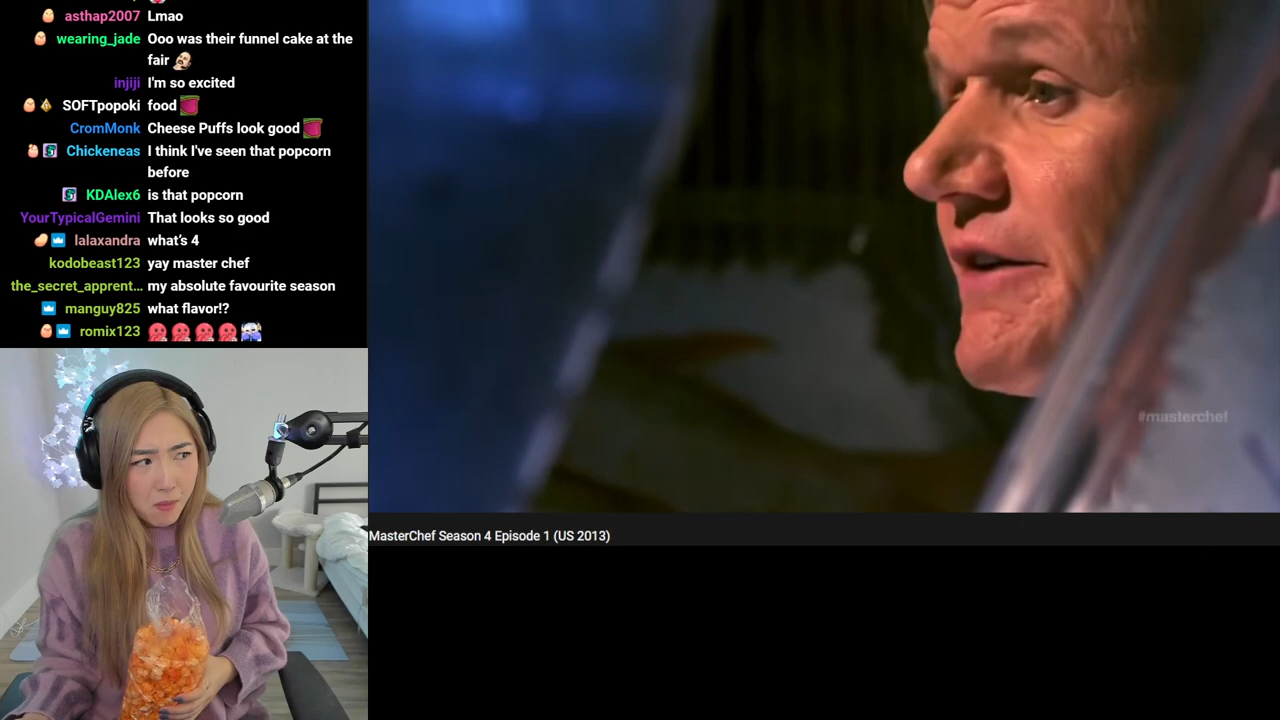 asthap2007 Lmao
wearing_jade Ooo was their funnel cake at the
fair
injiji I'm so excited
SOFTpopoki food
CromMonk Cheese Puffs look good
Chickeneas I think I've seen that popcorn
before
KDAlex6 is that popcorn
YourTypicalGemini That looks so good
lalaxandra what's 4
kodobeast123 yay master chef
the_secret_apprent... my absolute favourite season
manguy825 what flavor!?
romix123
#masterchef
MasterChef Season 4 Episode 1 (US 2013)